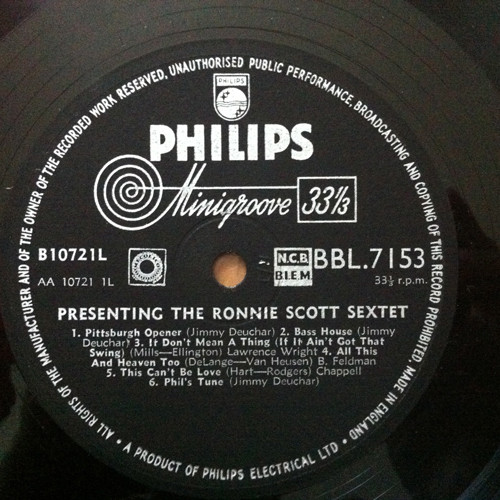 ALL RIGHTS OF THE MANUFACTURER AND OF THE OWNER OF THE RECORDED WORK RESERVED. UNAUTHORISED PUBLIC PERFORMANCE, BROADCASTING AND COPYING OF THIS RECORD PROHIBITED. MADE IN ENGLAND
PHILIPS
PHILIPS
Minigroove 33⅓
B10721L
N.C.B.
BBL.7153
AA 10721 1L
B.I.E.M.
33⅓ r.p.m.
PRESENTING THE RONNIE SCOTT SEXTET
1. Pittsburgh Opener (Jimmy Deuchar) 2. Bass House (Jimmy
Deuchar) 3. If It Don't Mean A Thing (If It Ain't Got That
Swing) (Mills—Ellington) Lawrence Wright 4. All This
And Heaven Too (DeLange—Van Heusen) B. Feldman
5. This Can't Be Love (Hart—Rodgers) Chappell
6. Phil's Tune (Jimmy Deuchar)
• A PRODUCT OF PHILIPS ELECTRICAL LTD •